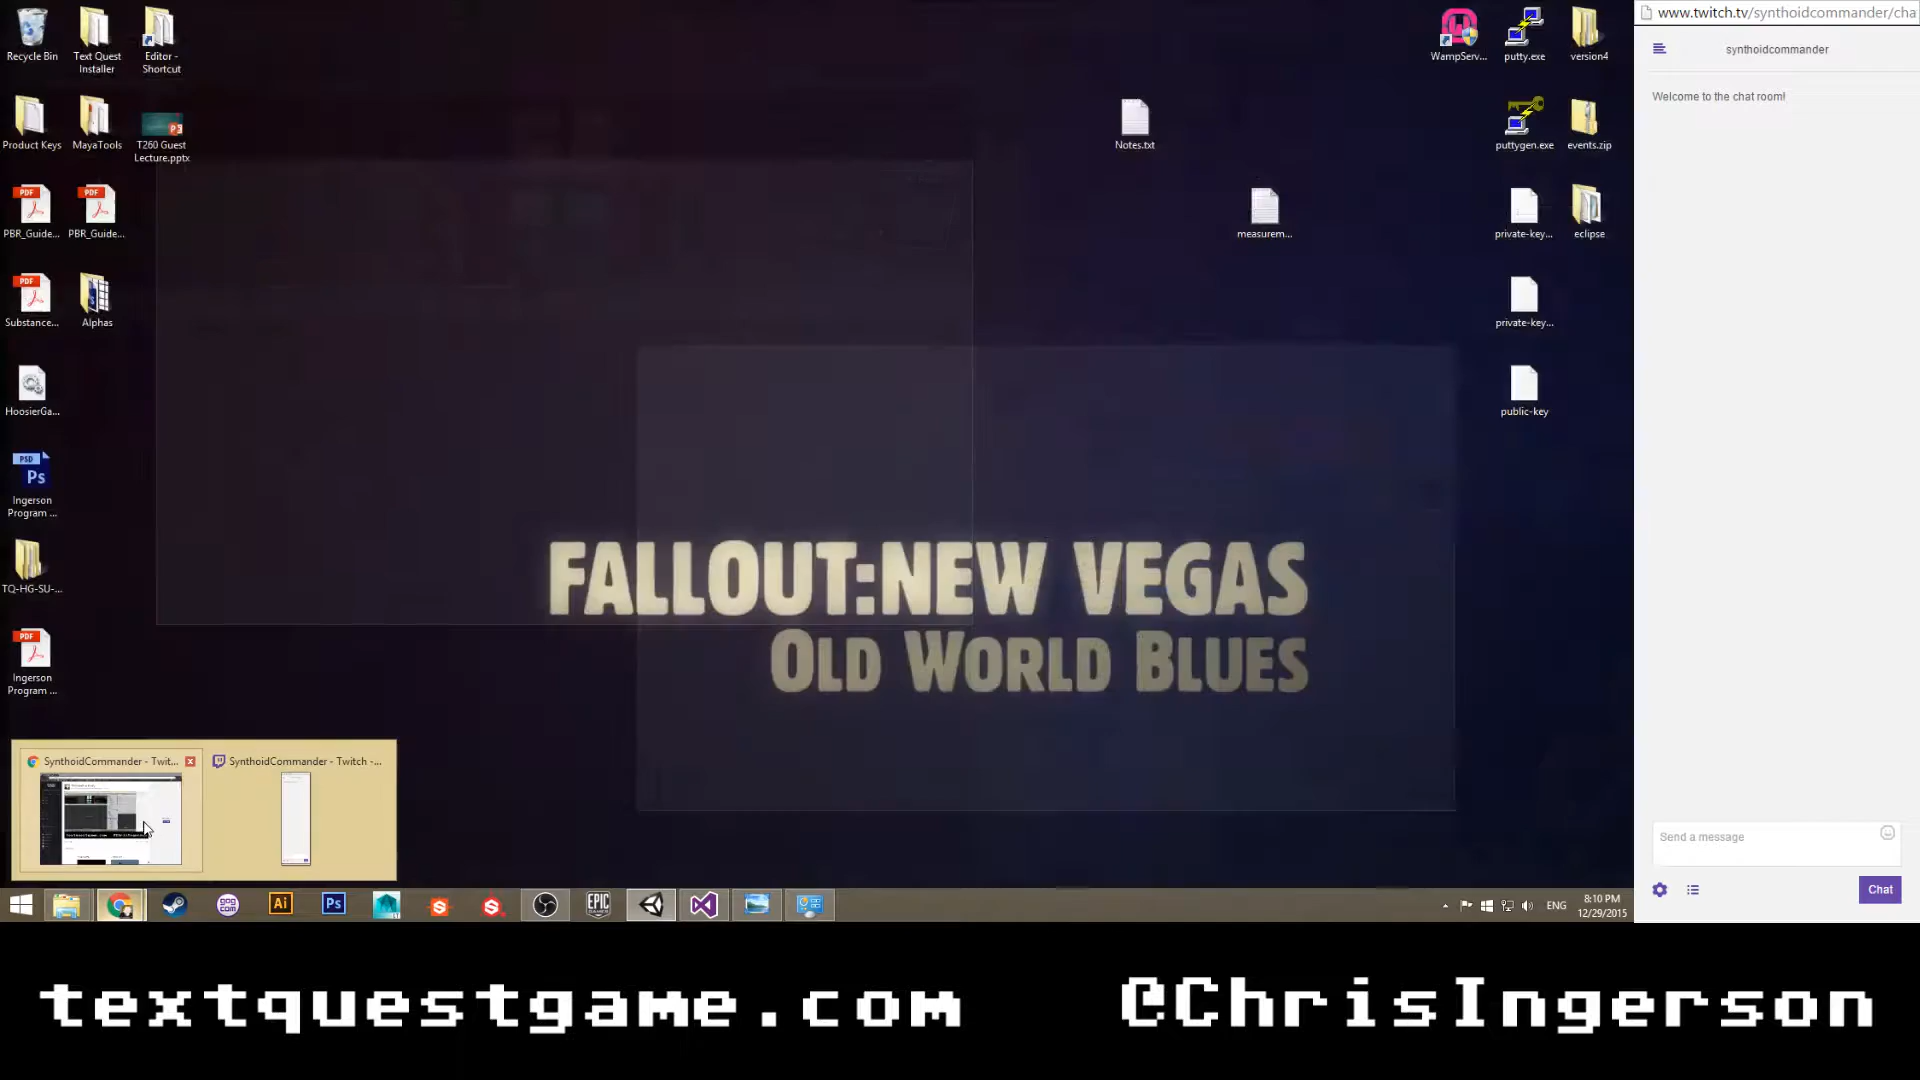 Recycle Bin
Text Quest Installer
Editor - Shortcut
WampServ...
putty.exe
version4
www.twitch.tv/synthoidcommander/cha
synthoidcommander
Welcome to the chat room!
Product Keys
MayaTools
T260 Guest Lecture.pptx
Notes.txt
puttygen.exe
events.zip
PBR_Guide...
PBR_Guide...
measurem...
private-key...
eclipse
Substance...
Alphas
private-key...
HoosierGa...
public-key
Ingerson Program ...
FALLOUT:NEW VEGAS
OLD WORLD BLUES
TQ-HG-SU-...
Ingerson Program ...
SynthoidCommander - Twit...
SynthoidCommander - Twitch -...
Send a message
Chat
ENG
8:10 PM
12/29/2015
textquestgame.com
@ChrisIngerson